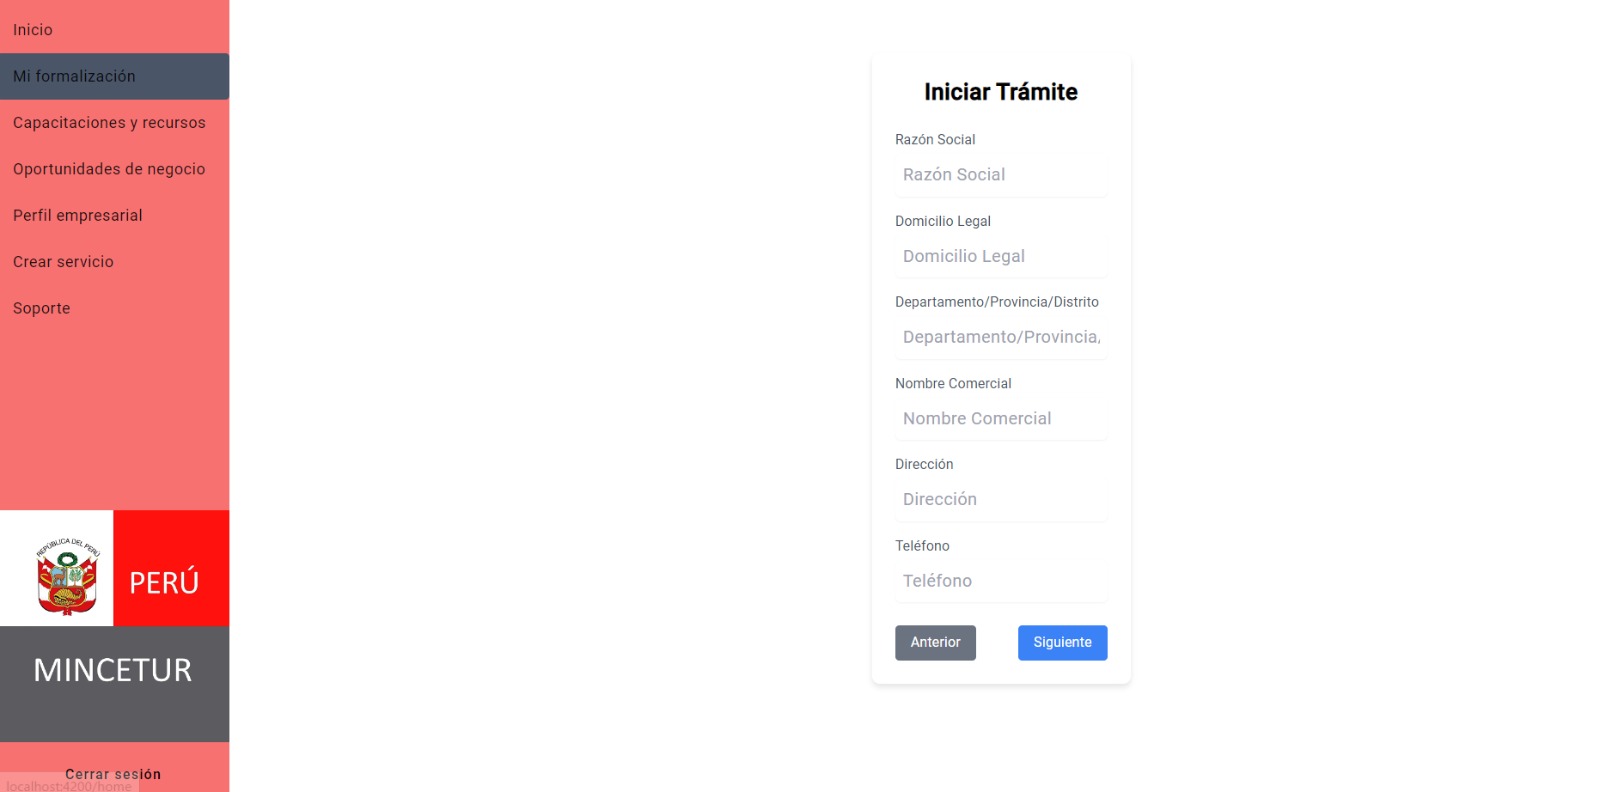 Inicio
Mi formalización
Capacitaciones y recursos
Oportunidades de negocio
Perfil empresarial
Crear servicio
Soporte
REPÚBLICA DEL PERÚ
PERÚ
MINCETUR
Cerrar sesión
localhost:4200/home
Iniciar Trámite
Razón Social
Razón Social
Domicilio Legal
Domicilio Legal
Departamento/Provincia/Distrito
Departamento/Provincia/
Nombre Comercial
Nombre Comercial
Dirección
Dirección
Teléfono
Teléfono
Anterior Siguiente